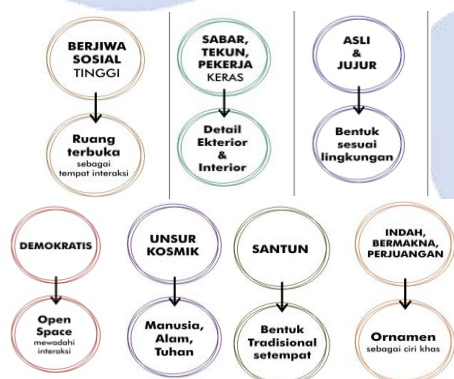 BERJIWA
SOSIAL
TINGGI
Ruang
terbuka
sebagai
tempat interaksi
SABAR,
TEKUN,
PEKERJA
KERAS
Detail
Ekterior
&
Interior
ASLI
&
JUJUR
Bentuk
sesuai
lingkungan
DEMOKRATIS
Open
Space
mewadahi
interaksi
UNSUR
KOSMIK
Manusia,
Alam,
Tuhan
SANTUN
Bentuk
Tradisional
setempat
INDAH,
BERMAKNA,
PERJUANGAN
Ornamen
sebagai ciri khas